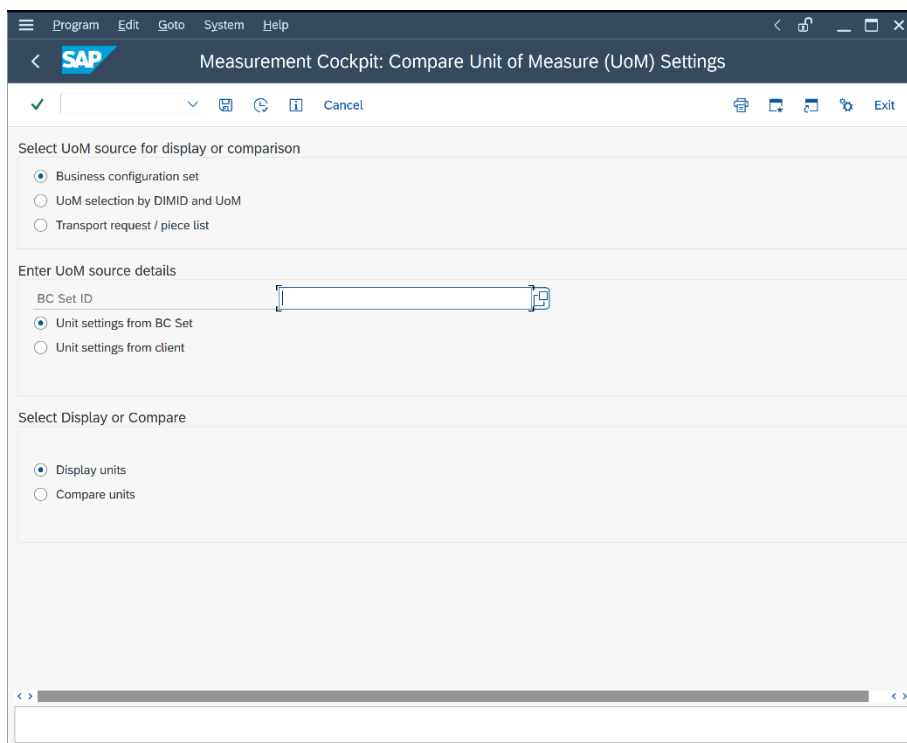 Program Edit Goto System Help
SAP Measurement Cockpit: Compare Unit of Measure (UoM) Settings
Cancel Exit
Select UoM source for display or comparison
Business configuration set
UoM selection by DIMID and UoM
Transport request / piece list
Enter UoM source details
BC Set ID
Unit settings from BC Set
Unit settings from client
Select Display or Compare
Display units
Compare units